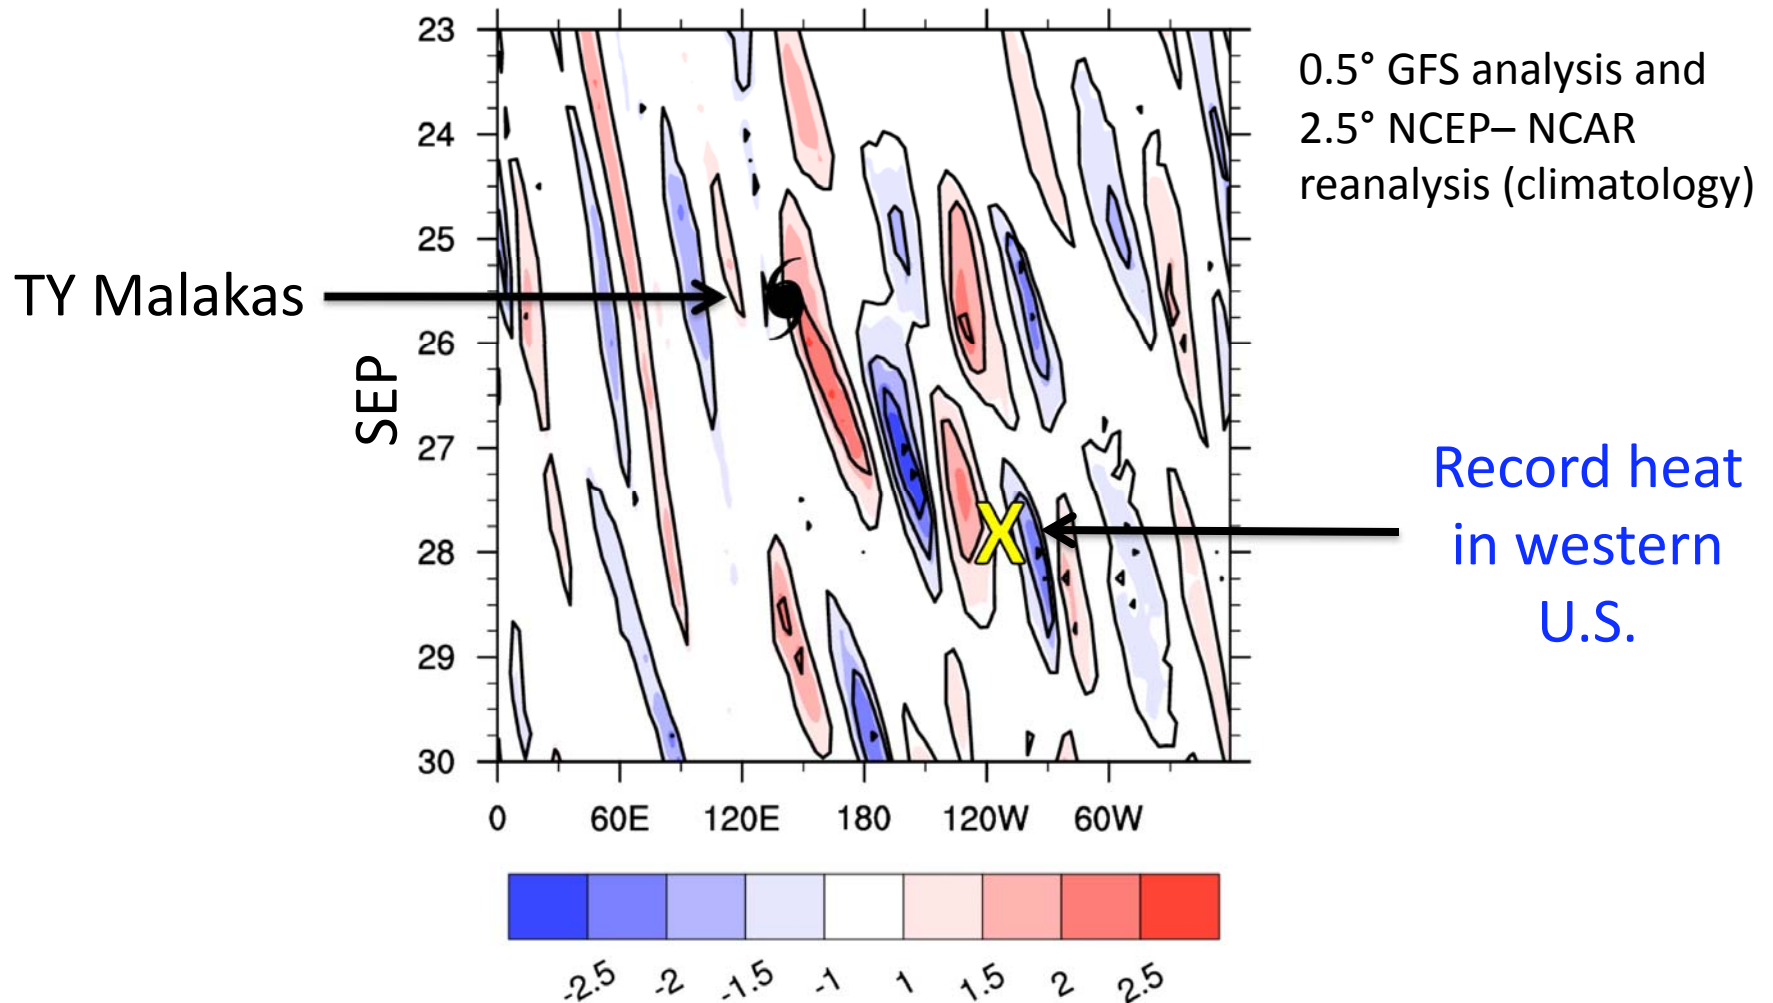 23
24
25
26
27
28
29
30
SEP
0 60E 120E 180 120W 60W
-2.5 -2 -1.5 -1 1 1.5 2 2.5
TY Malakas
X
0.5° GFS analysis and
2.5° NCEP– NCAR
reanalysis (climatology)
Record heat
in western
U.S.